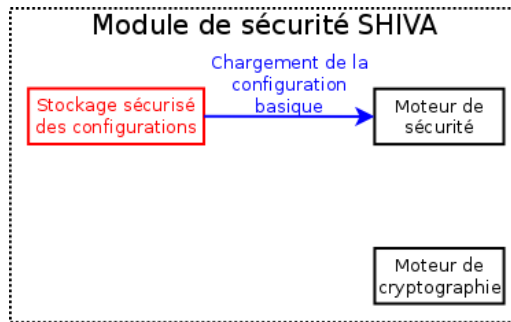 Module de sécurité SHIVA
Chargement de la
configuration
basique
Stockage sécurisé
des configurations
Moteur de
sécurité
Moteur de
cryptographie